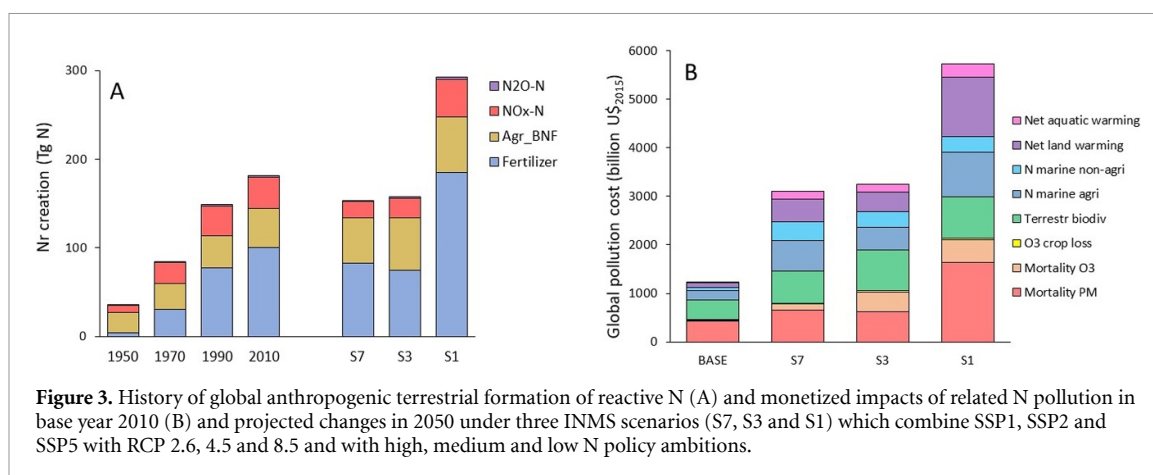 A
Nr creation (Tg N)
300
200
100
0
1950 1970 1990 2010 S7 S3 S1
N2O-N
NOx-N
Agr_BNF
Fertilizer
B
Global pollution cost (billion U$2015)
6000
5000
4000
3000
2000
1000
0
BASE S7 S3 S1
Net aquatic warming
Net land warming
N marine non-agri
N marine agri
Terrestr biodiv
O3 crop loss
Mortality O3
Mortality PM
Figure 3. History of global anthropogenic terrestrial formation of reactive N (A) and monetized impacts of related N pollution in
base year 2010 (B) and projected changes in 2050 under three INMS scenarios (S7, S3 and S1) which combine SSP1, SSP2 and
SSP5 with RCP 2.6, 4.5 and 8.5 and with high, medium and low N policy ambitions.